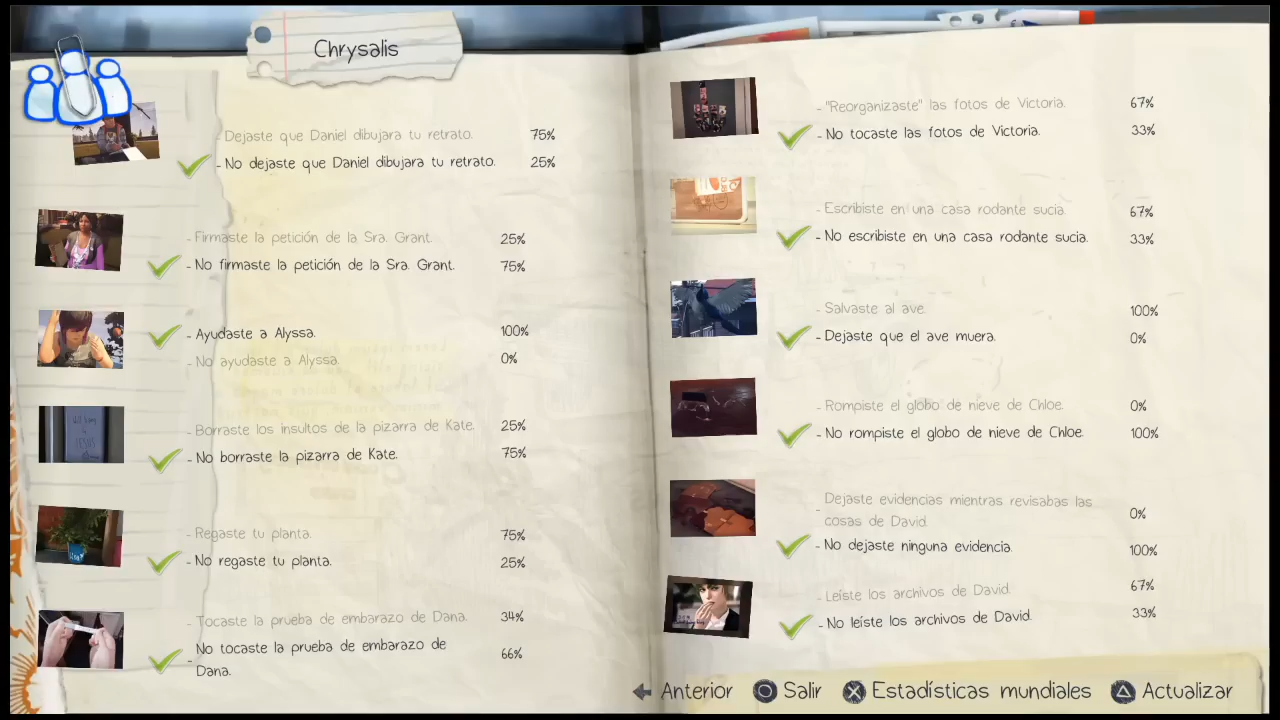 Chrysalis
- Dejaste que Daniel dibujara tu retrato. 75%
- No dejaste que Daniel dibujara tu retrato. 25%
- Firmaste la petición de la Sra. Grant. 25%
- No firmaste la petición de la Sra. Grant. 75%
- Ayudaste a Alyssa. 100%
- No ayudaste a Alyssa. 0%
- Borraste los insultos de la pizarra de Kate. 25%
- No borraste la pizarra de Kate. 75%
- Regaste tu planta. 75%
- No regaste tu planta. 25%
- Tocaste la prueba de embarazo de Dana. 34%
- No tocaste la prueba de embarazo de
Dana. 66%
- "Reorganizaste" las fotos de Victoria. 67%
- No tocaste las fotos de Victoria. 33%
- Escribiste en una casa rodante sucia. 67%
- No escribiste en una casa rodante sucia. 33%
- Salvaste al ave. 100%
- Dejaste que el ave muera. 0%
- Rompiste el globo de nieve de Chloe. 0%
- No rompiste el globo de nieve de Chloe. 100%
- Dejaste evidencias mientras revisabas las
cosas de David. 0%
- No dejaste ninguna evidencia. 100%
- Leíste los archivos de David. 67%
- No leíste los archivos de David. 33%
Anterior Salir Estadísticas mundiales Actualizar